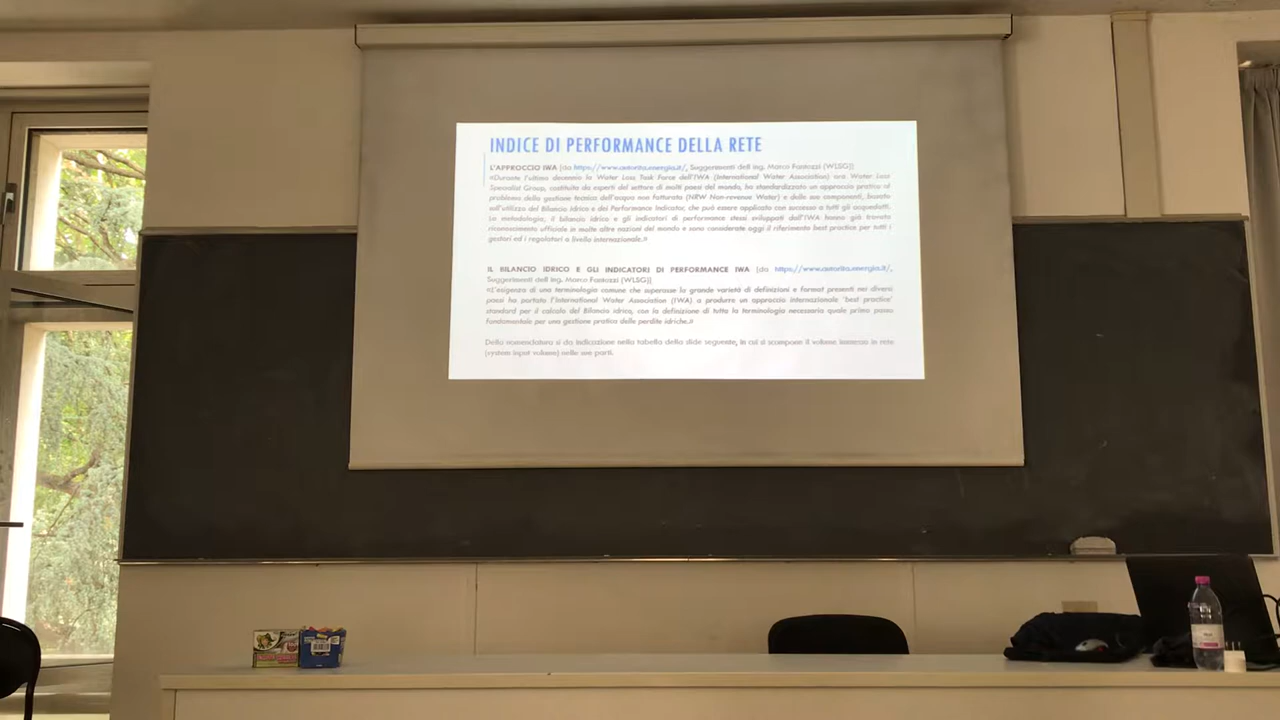 INDICE DI PERFORMANCE DELLA RETE
L'APPROCCIO IWA (da https://www.autorita.energia.it/, Suggerimenti dell ing. Marco Fantozzi (WLSG))
«Durante l'ultimo decennio la Water Loss Task Force dell'IWA (International Water Association) ora Water Loss
Specialist Group, costituita da esperti del settore di molti paesi del mondo, ha standardizzato un approccio pratico al
problema della gestione tecnica dell'acqua non fatturata (NRW Non-revenue Water) e delle sue componenti, basato
sull'utilizzo del Bilancio Idrico e dei Performance Indicator, che può essere applicato con successo a tutti gli acquedotti.
La metodologia, il bilancio idrico e gli indicatori di performance stessi sviluppati dall'IWA hanno già trovato
riconoscimento ufficiale in molte altre nazioni del mondo e sono considerate oggi il riferimento best practice per tutti i
gestori ed i regolatori a livello internazionale.»
IL BILANCIO IDRICO E GLI INDICATORI DI PERFORMANCE IWA (da https://www.autorita.energia.it/,
Suggerimenti dell ing. Marco Fantozzi (WLSG))
«L'esigenza di una terminologia comune che superasse la grande varietà di definizioni e format presenti nei diversi
paesi ha portato l'International Water Association (IWA) a produrre un approccio internazionale 'best practice'
standard per il calcolo del Bilancio idrico, con la definizione di tutta la terminologia necessaria quale primo passo
fondamentale per una gestione pratica delle perdite idriche.»
Della nomenclatura si da indicazione nella tabella della slide seguente, in cui si scompone il volume immesso in rete
(system input volume) nelle sue parti.